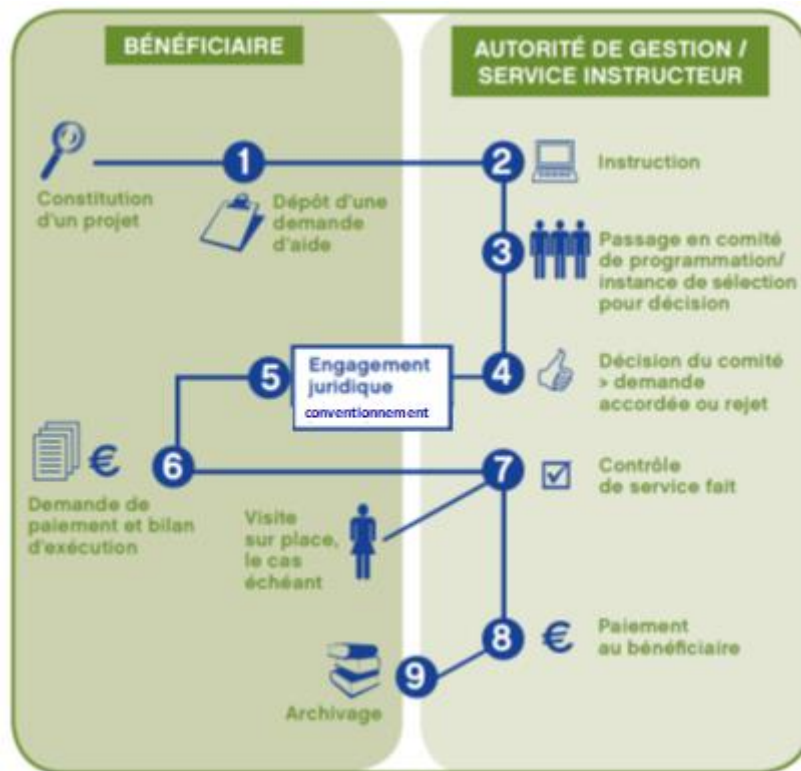 BÉNÉFICIAIRE
AUTORITÉ DE GESTION /
SERVICE INSTRUCTEUR
Constitution
d'un projet
1
Dépôt d'une
demande
d'aide
2
Instruction
3
Passage en comité
de programmation/
instance de sélection
pour décision
4
Décision du comité
> demande
accordée ou rejet
5
Engagement
juridique
conventionnement
6
€
Demande de
paiement et bilan
d'exécution
7
Contrôle
de service fait
Visite
sur place,
le cas
échéant
8
€
Paiement
au bénéficiaire
9
Archivage